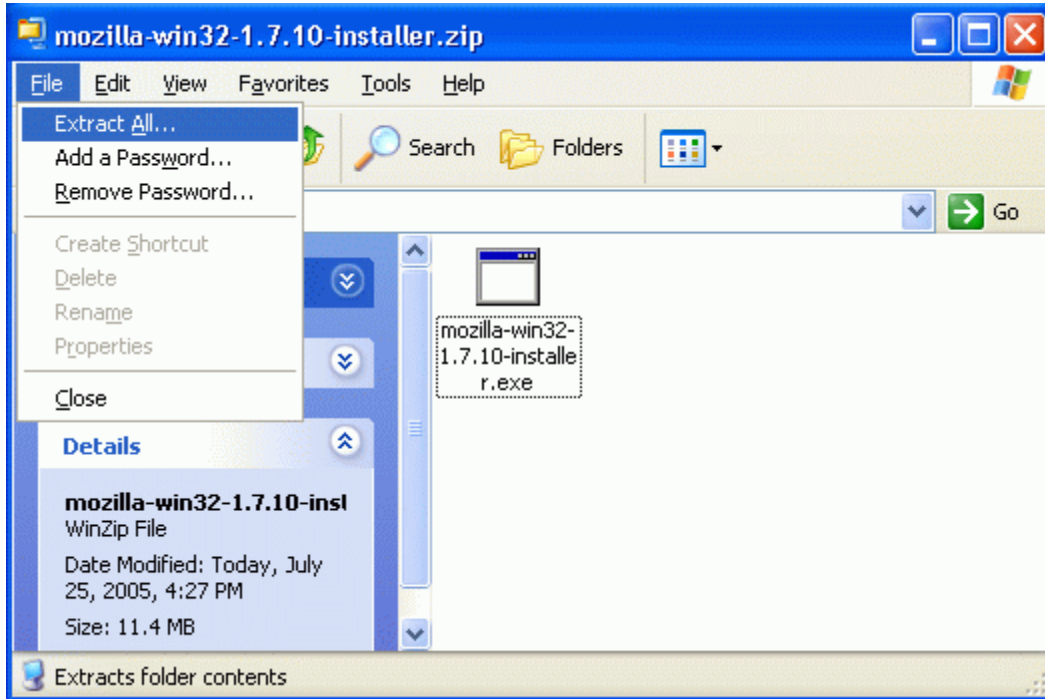 mozilla-win32-1.7.10-installer.zip
File Edit View Favorites Tools Help
Extract All...
Add a Password...
Remove Password...
Create Shortcut
Delete
Rename
Properties
Close
Search Folders
Go
mozilla-win32-
1.7.10-installe
r.exe
Details
mozilla-win32-1.7.10-inst
WinZip File
Date Modified: Today, July
25, 2005, 4:27 PM
Size: 11.4 MB
Extracts folder contents